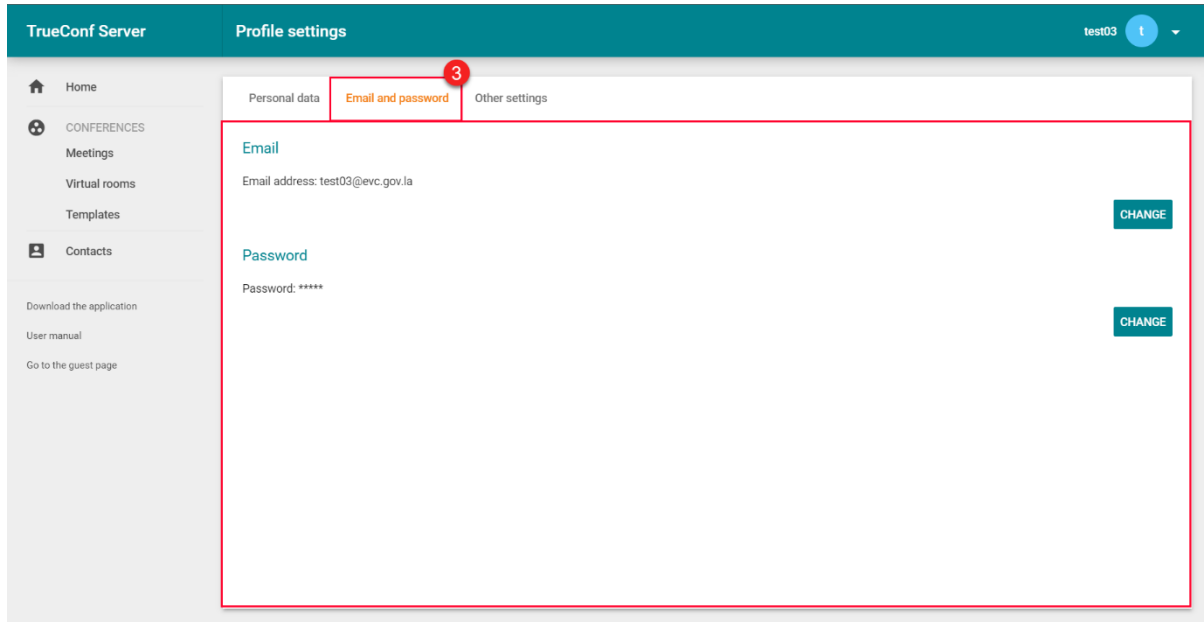 TrueConf Server
Profile settings
test03 t
Home
CONFERENCES
Meetings
Virtual rooms
Templates
Contacts
Download the application
User manual
Go to the guest page
3
Personal data Email and password Other settings
Email
Email address: test03@evc.gov.la
CHANGE
Password
Password: *****
CHANGE